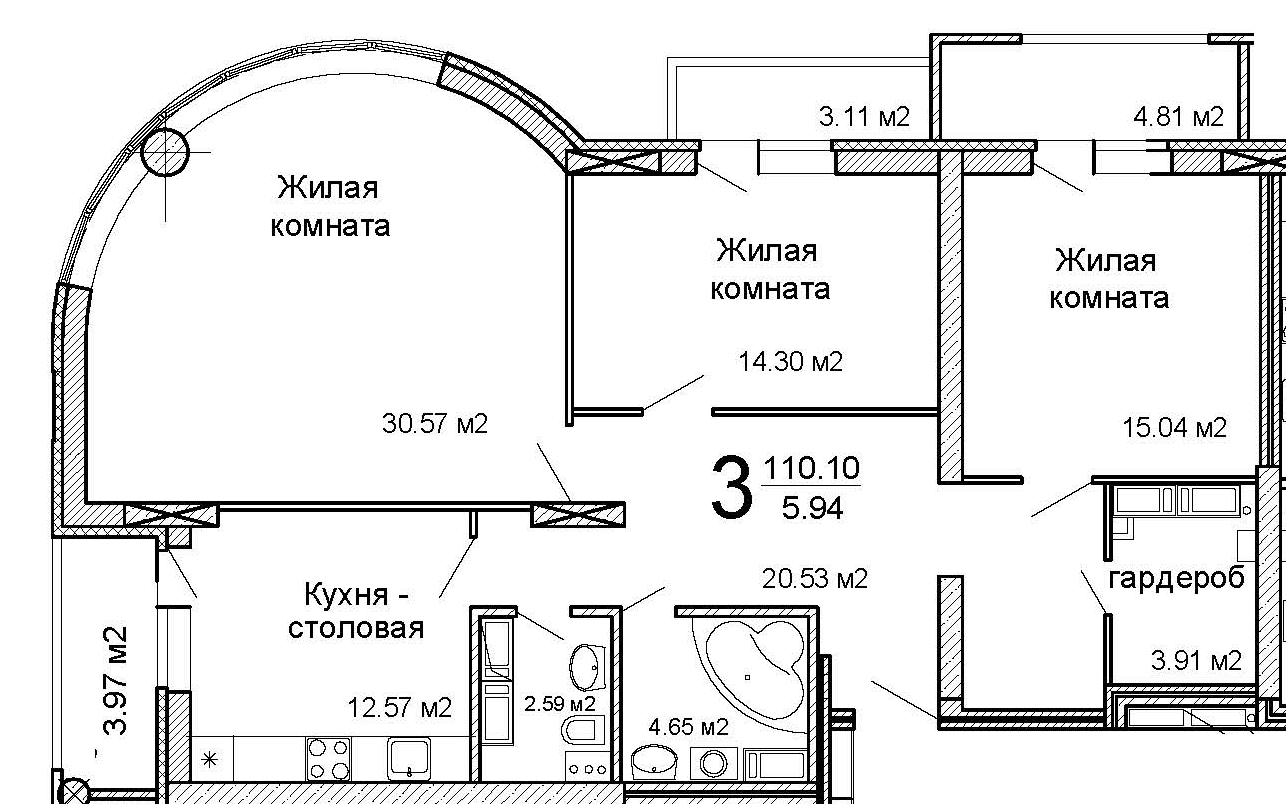 3.11 м2
4.81 м2
Жилая
комната
30.57 м2
Жилая
комната
14.30 м2
Жилая
комната
15.04 м2
3 110.10
5.94
20.53 м2
гардероб
3.91 м2
Кухня -
столовая
12.57 м2
3.97 м2
2.59 м2
4.65 м2